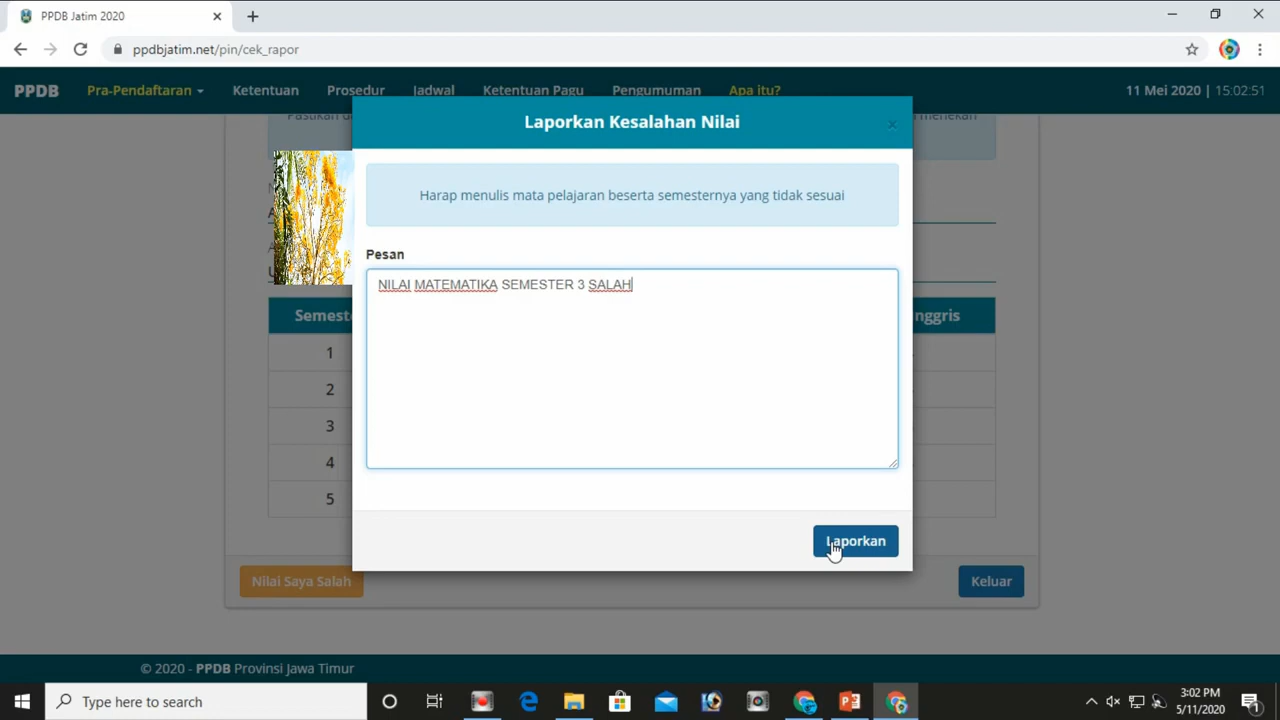 PPDB Jatim 2020
ppdbjatim.net/pin/cek_rapor
PPDB Pra-Pendaftaran Ketentuan Prosedur Jadwal Ketentuan Pagu Pengumuman Apa itu? 11 Mei 2020 | 15:02:51
Laporkan Kesalahan Nilai
Harap menulis mata pelajaran beserta semesternya yang tidak sesuai
Pesan
NILAI MATEMATIKA SEMESTER 3 SALAH
1
2
3
4
5
Laporkan
Nilai Saya Salah Keluar
© 2020 - PPDB Provinsi Jawa Timur
Type here to search
3:02 PM
5/11/2020
1